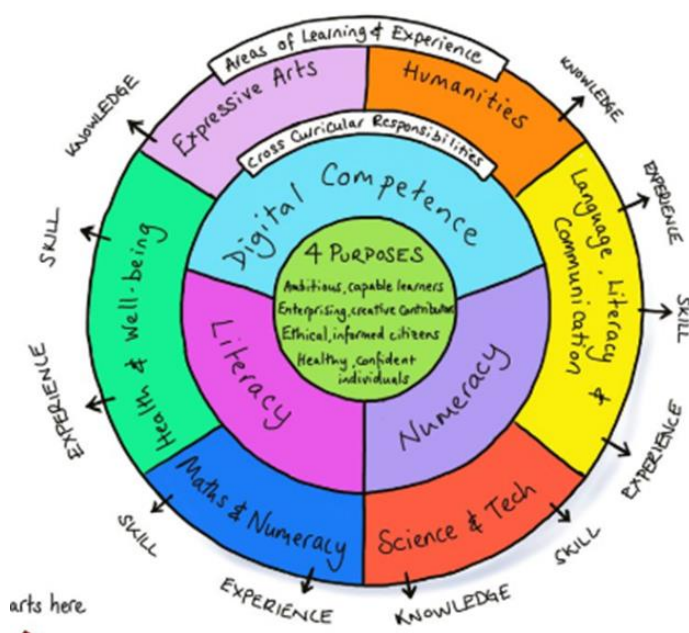 Areas of Learning & Experience
Expressive Arts
Humanities
Cross Curricular Responsibilities
Digital Competence
4 PURPOSES
Ambitious, capable learners
Enterprising, creative contributors
Ethical, informed citizens
Healthy, confident
individuals
Literacy
Numeracy
Health & Well-being
Language, Literacy &
Communication
Maths & Numeracy
Science & Tech
KNOWLEDGE
SKILL
EXPERIENCE
SKILL
EXPERIENCE
KNOWLEDGE
SKILL
EXPERIENCE
SKILL
EXPERIENCE
KNOWLEDGE
arts here